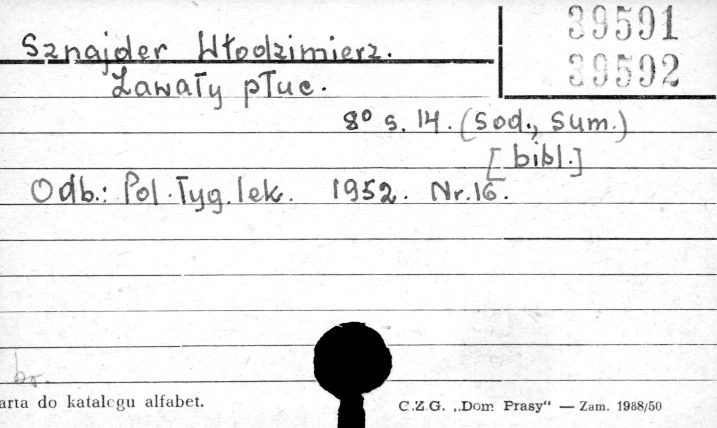 39591
39592
Sznajder Włodzimierz.
Zawały płuc.
8° s. 14. (Sod., Sum.)
[bibl.]
Odb.: Pol. Tyg. lek. 1952. Nr. 16.
br.
arta do katalogu alfabet.
C.Z.G. „Dom Prasy“ — Zam. 1988/50